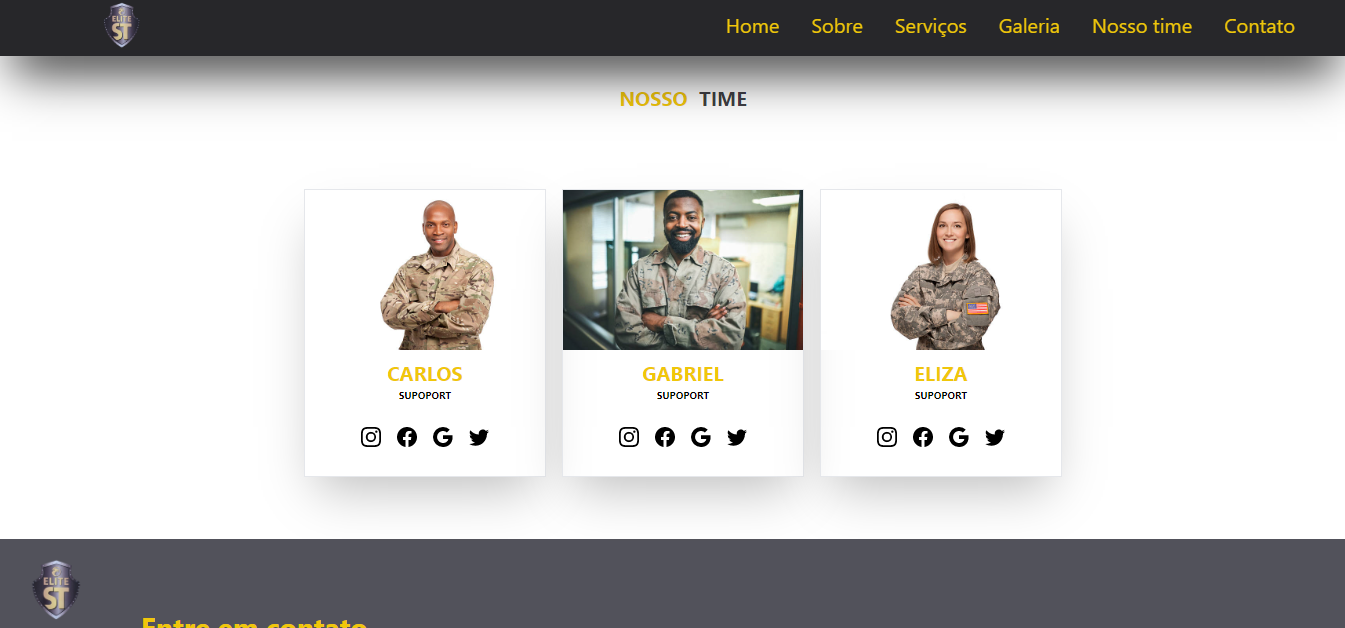 ELITE
ST
Home Sobre Serviços Galeria Nosso time Contato
NOSSO TIME
CARLOS
SUPOPORT
GABRIEL
SUPOPORT
ELIZA
SUPOPORT
ELITE
ST
Entre em contato